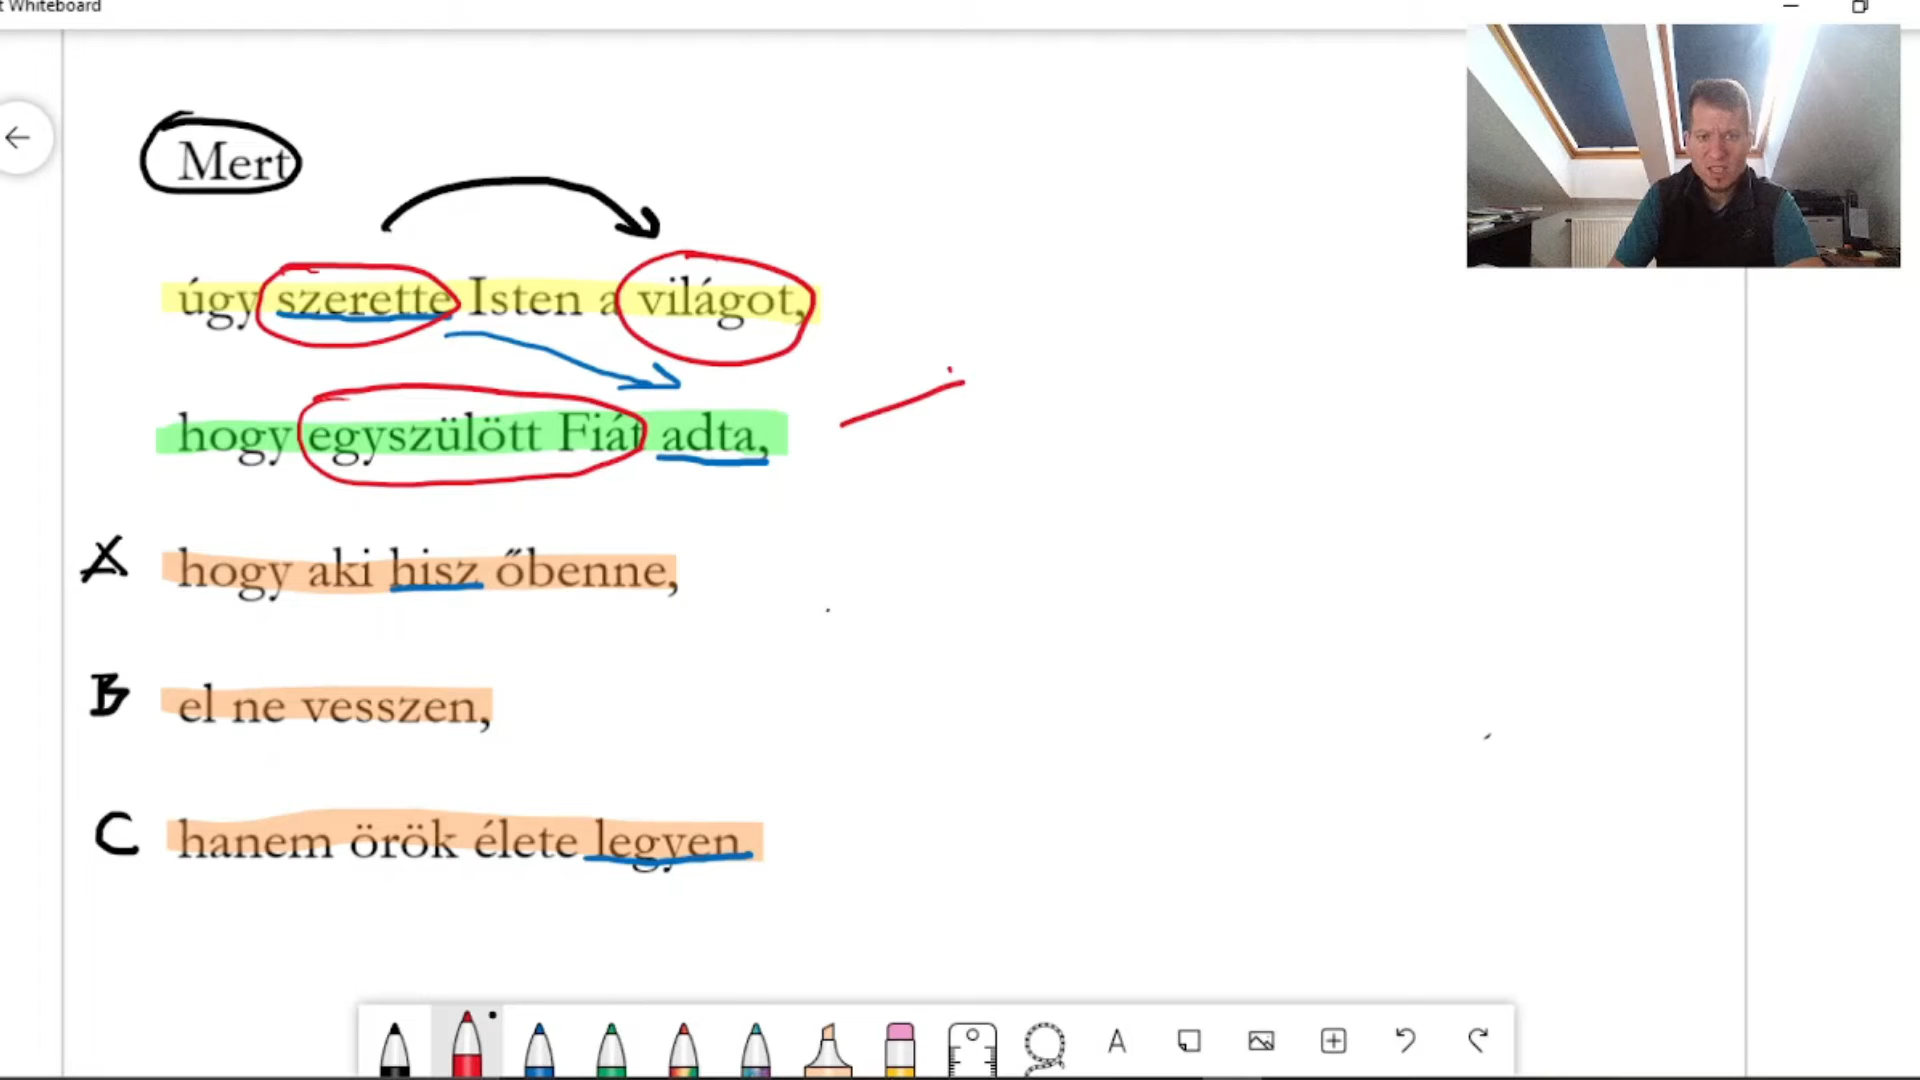 t Whiteboard
Mert
úgy szerette Isten a világot,
hogy egyszülött Fiát adta,
A hogy aki hisz őbenne,
B el ne vesszen,
C hanem örök élete legyen.
A